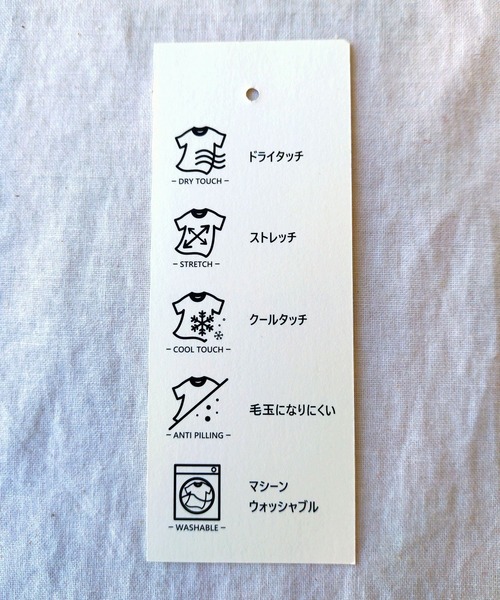 – DRY TOUCH –
ドライタッチ
– STRETCH –
ストレッチ
– COOL TOUCH –
クールタッチ
– ANTI PILLING –
毛玉になりにくい
– WASHABLE –
マシーン
ウォッシャブル